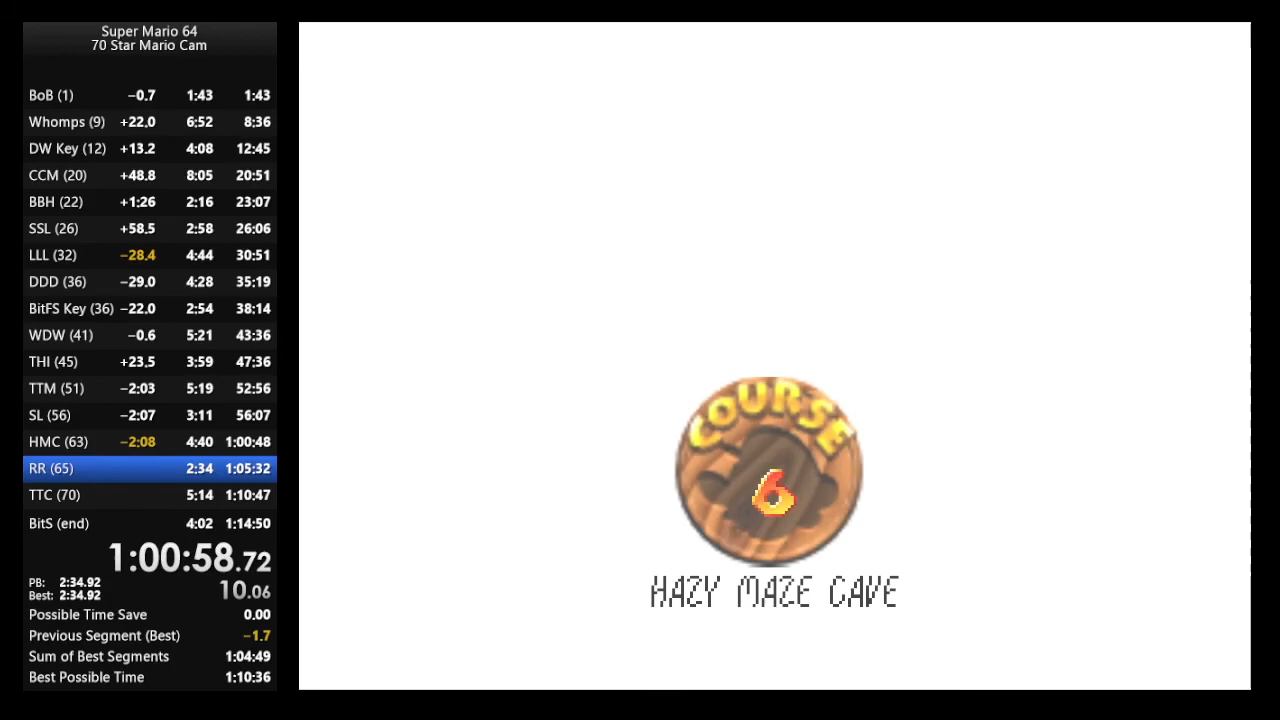 Super Mario 64
70 Star Mario Cam
BoB (1) −0.7 1:43 1:43
Whomps (9) +22.0 6:52 8:36
DW Key (12) +13.2 4:08 12:45
CCM (20) +48.8 8:05 20:51
BBH (22) +1:26 2:16 23:07
SSL (26) +58.5 2:58 26:06
LLL (32) −28.4 4:44 30:51
DDD (36) −29.0 4:28 35:19
BitFS Key (36) −22.0 2:54 38:14
WDW (41) −0.6 5:21 43:36
THI (45) +23.5 3:59 47:36
TTM (51) −2:03 5:19 52:56
SL (56) −2:07 3:11 56:07
HMC (63) −2:08 4:40 1:00:48
RR (65) 2:34 1:05:32
TTC (70) 5:14 1:10:47
BitS (end) 4:02 1:14:50
1:00:58.72
PB: 2:34.92
Best: 2:34.92
10.06
Possible Time Save 0.00
Previous Segment (Best) −1.7
Sum of Best Segments 1:04:49
Best Possible Time 1:10:36
COURSE
6
HAZY MAZE CAVE